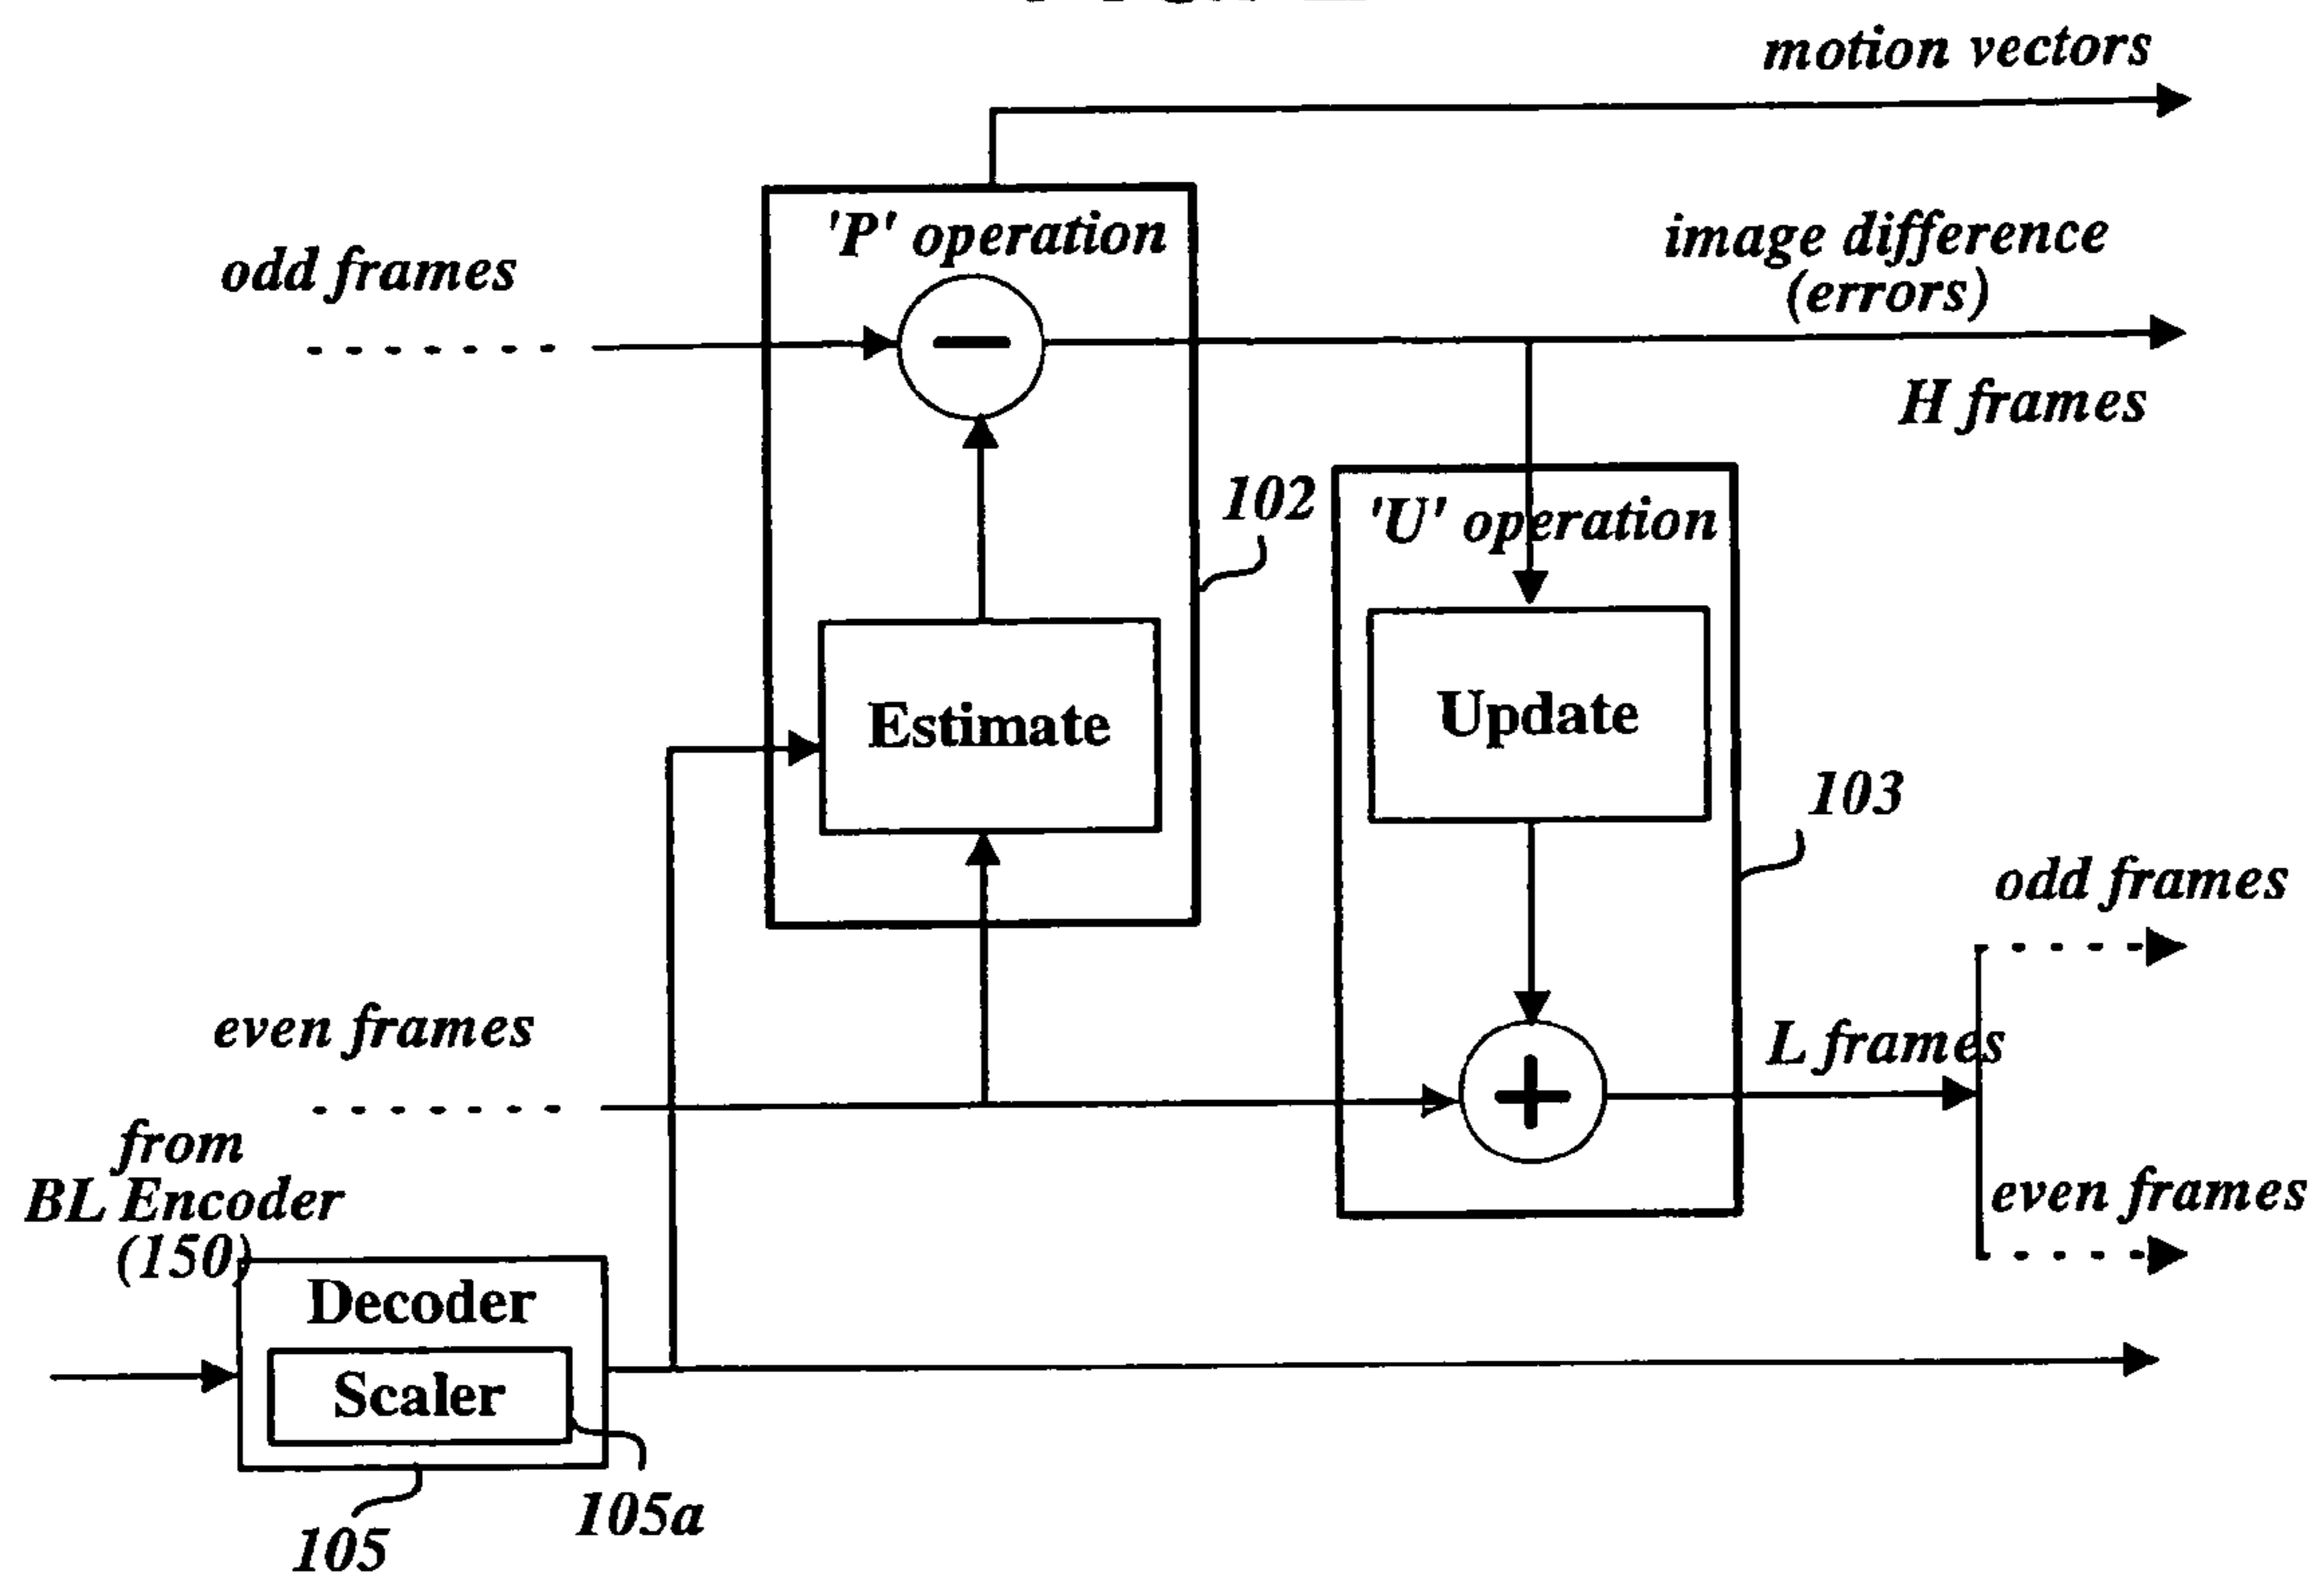 motion vectors
'P' operation
odd frames
image difference
(errors)
H frames
102
'U' operation
Estimate
Update
103
odd frames
even frames
L frames
from
BL Encoder
(150)
even frames
Decoder
Scaler
105a
105